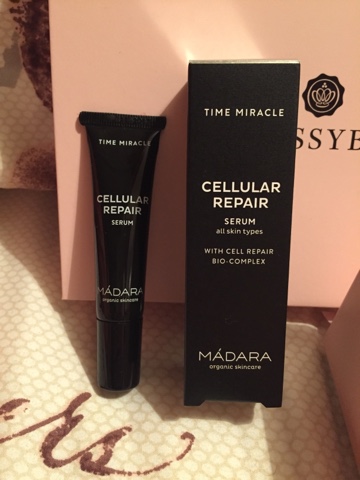 TIME MIRACLE
CELLULAR
REPAIR
SERUM
MÁDARA
organic skincare
TIME MIRACLE
CELLULAR
REPAIR
SERUM
all skin types
WITH CELL REPAIR
BIO-COMPLEX
MÁDARA
organic skincare